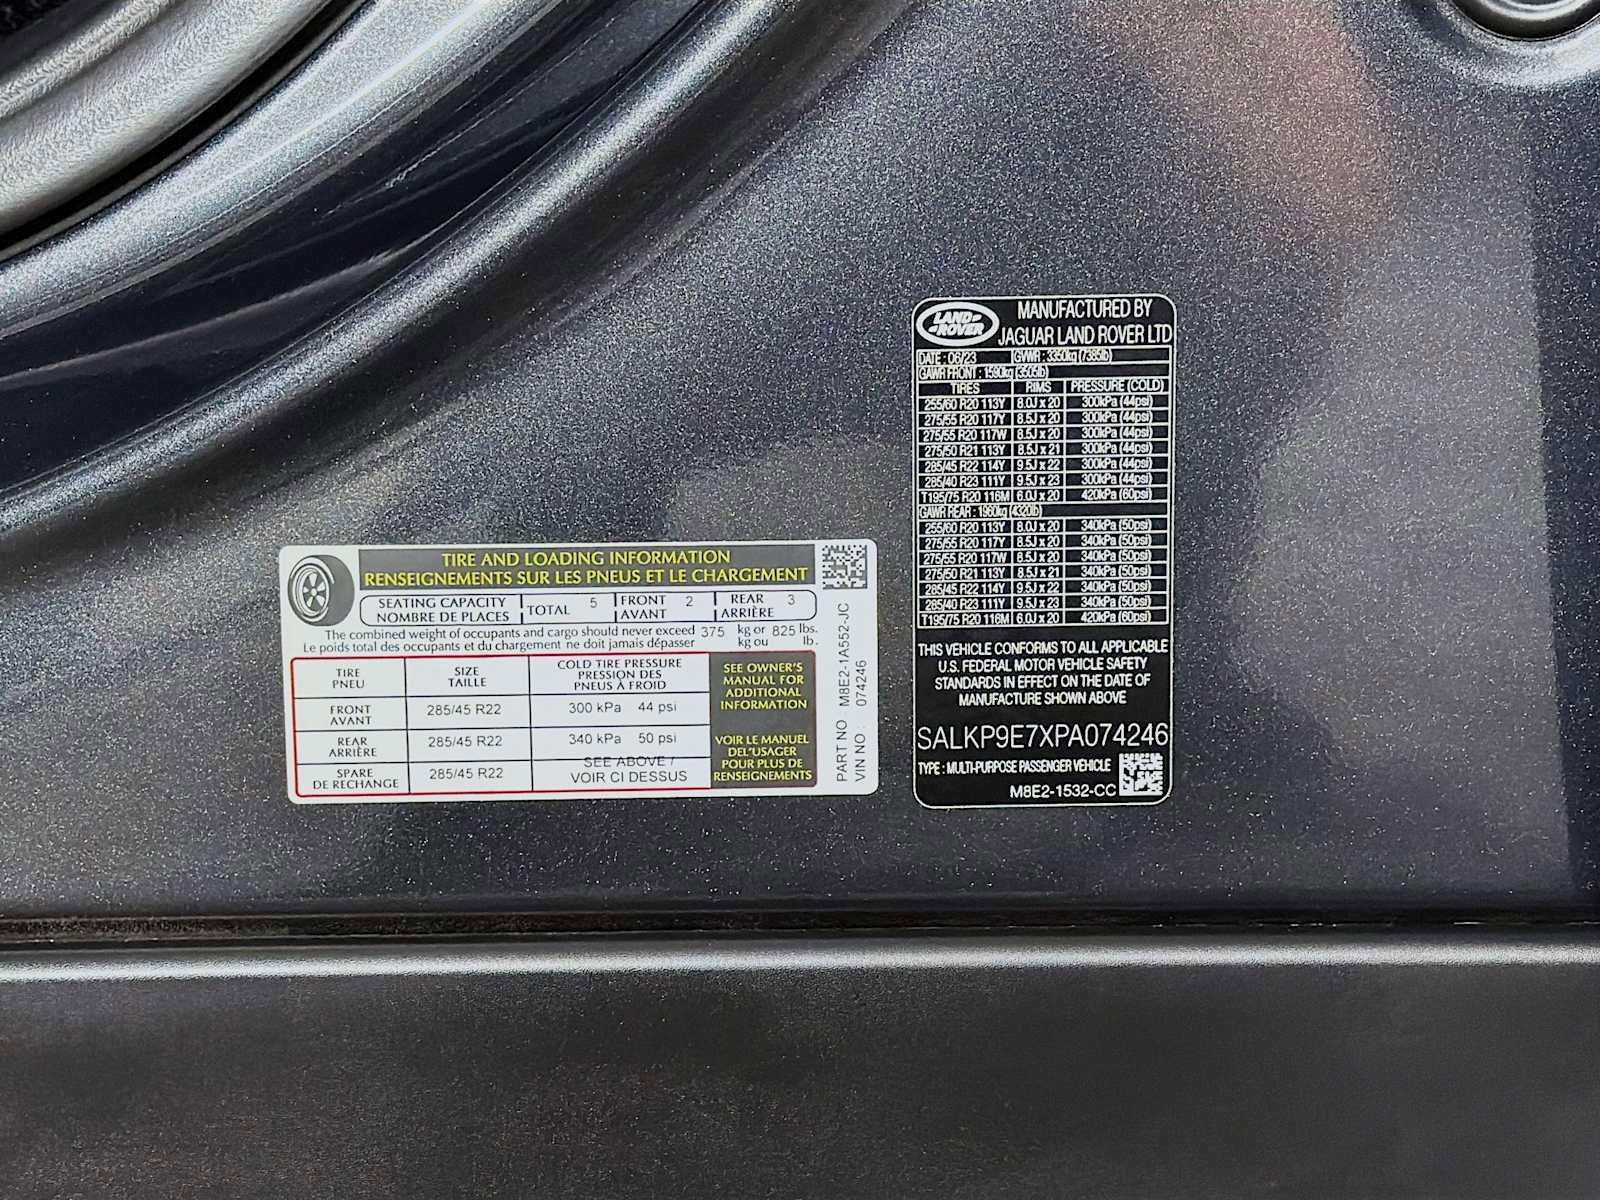 TIRE AND LOADING INFORMATION
RENSEIGNEMENTS SUR LES PNEUS ET LE CHARGEMENT
SEATING CAPACITY
NOMBRE DE PLACES
TOTAL 5
FRONT
AVANT 2
REAR
ARRIÈRE 3
The combined weight of occupants and cargo should never exceed 375 kg or 825 lbs.
Le poids total des occupants et du chargement ne doit jamais dépasser kg ou lb.
TIRE
PNEU
SIZE
TAILLE
COLD TIRE PRESSURE
PRESSION DES
PNEUS À FROID
FRONT
AVANT
285/45 R22
300 kPa 44 psi
REAR
ARRIÈRE
285/45 R22
340 kPa 50 psi
SPARE
DE RECHANGE
285/45 R22
SEE ABOVE /
VOIR CI DESSUS
SEE OWNER'S
MANUAL FOR
ADDITIONAL
INFORMATION
VOIR LE MANUEL
DEL'USAGER
POUR PLUS DE
RENSEIGNEMENTS
PART NO M8E2-1A552-JC
VIN NO : 074246
LAND ROVER
MANUFACTURED BY
JAGUAR LAND ROVER LTD
DATE : 06/23 GVWR : 3350kg (7385lb)
GAWR FRONT : 1590kg (3505lb)
TIRES RIMS PRESSURE (COLD)
255/60 R20 113Y 8.0J x 20 300kPa (44psi)
275/55 R20 117Y 8.5J x 20 300kPa (44psi)
275/55 R20 117W 8.5J x 20 300kPa (44psi)
275/50 R21 113Y 8.5J x 21 300kPa (44psi)
285/45 R22 114Y 9.5J x 22 300kPa (44psi)
285/40 R23 111Y 9.5J x 23 300kPa (44psi)
T195/75 R20 116M 6.0J x 20 420kPa (60psi)
GAWR REAR : 1960kg (4320lb)
255/60 R20 113Y 8.0J x 20 340kPa (50psi)
275/55 R20 117Y 8.5J x 20 340kPa (50psi)
275/55 R20 117W 8.5J x 20 340kPa (50psi)
275/50 R21 113Y 8.5J x 21 340kPa (50psi)
285/45 R22 114Y 9.5J x 22 340kPa (50psi)
285/40 R23 111Y 9.5J x 23 340kPa (50psi)
T195/75 R20 116M 6.0J x 20 420kPa (60psi)
THIS VEHICLE CONFORMS TO ALL APPLICABLE
U.S. FEDERAL MOTOR VEHICLE SAFETY
STANDARDS IN EFFECT ON THE DATE OF
MANUFACTURE SHOWN ABOVE
SALKP9E7XPA074246
TYPE : MULTI-PURPOSE PASSENGER VEHICLE
M8E2-1532-CC